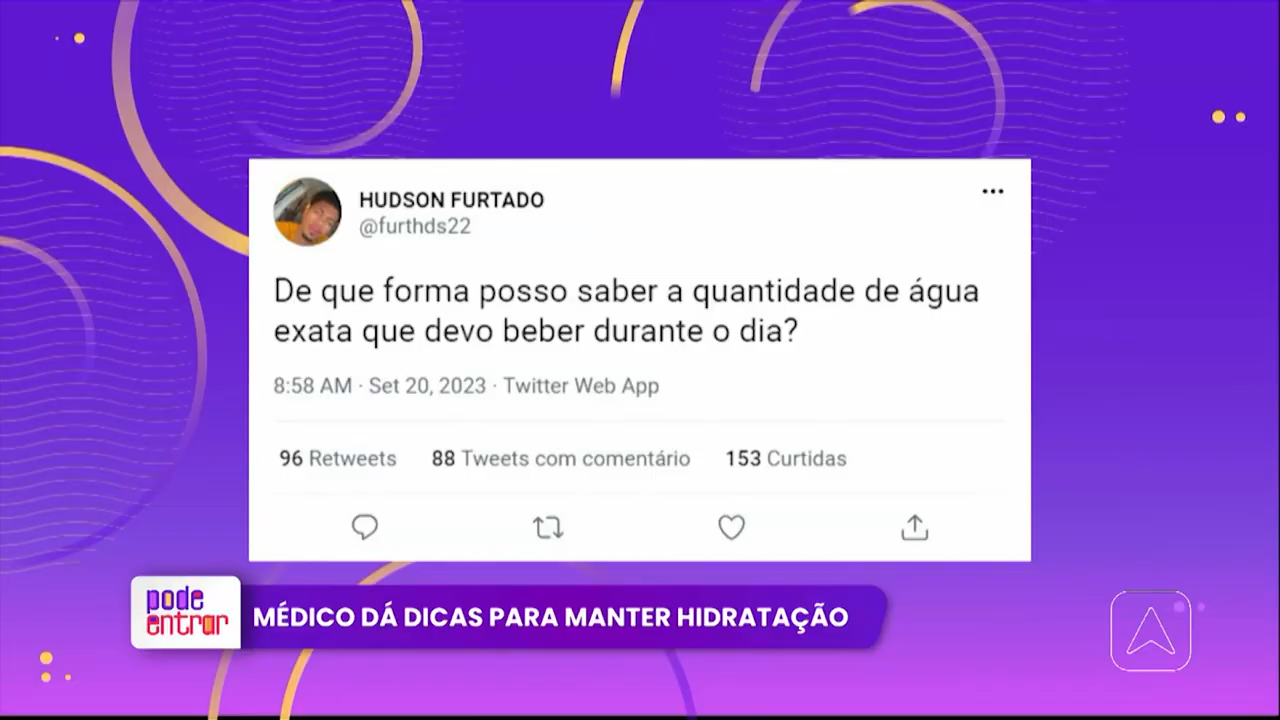 HUDSON FURTADO
@furthds22
De que forma posso saber a quantidade de água
exata que devo beber durante o dia?
8:58 AM · Set 20, 2023 · Twitter Web App
96 Retweets 88 Tweets com comentário 153 Curtidas
pode
entrar
MÉDICO DÁ DICAS PARA MANTER HIDRATAÇÃO